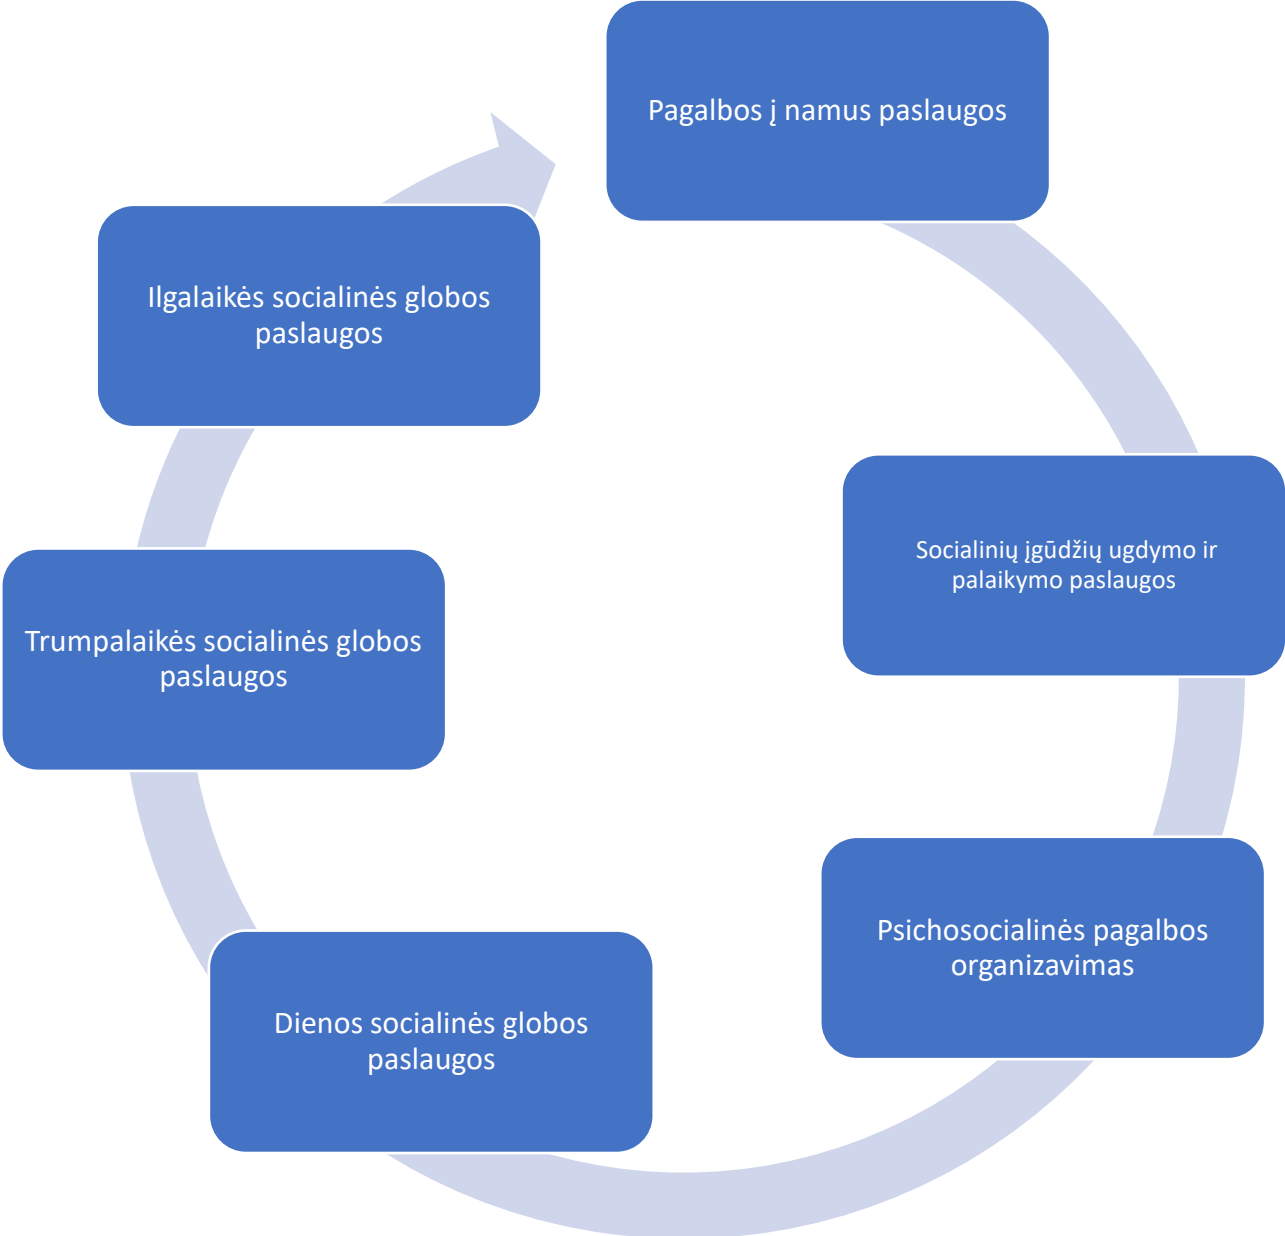 Pagalbos į namus paslaugos
Socialinių įgūdžių ugdymo ir
palaikymo paslaugos
Psichosocialinės pagalbos
organizavimas
Dienos socialinės globos
paslaugos
Trumpalaikės socialinės globos
paslaugos
Ilgalaikės socialinės globos
paslaugos